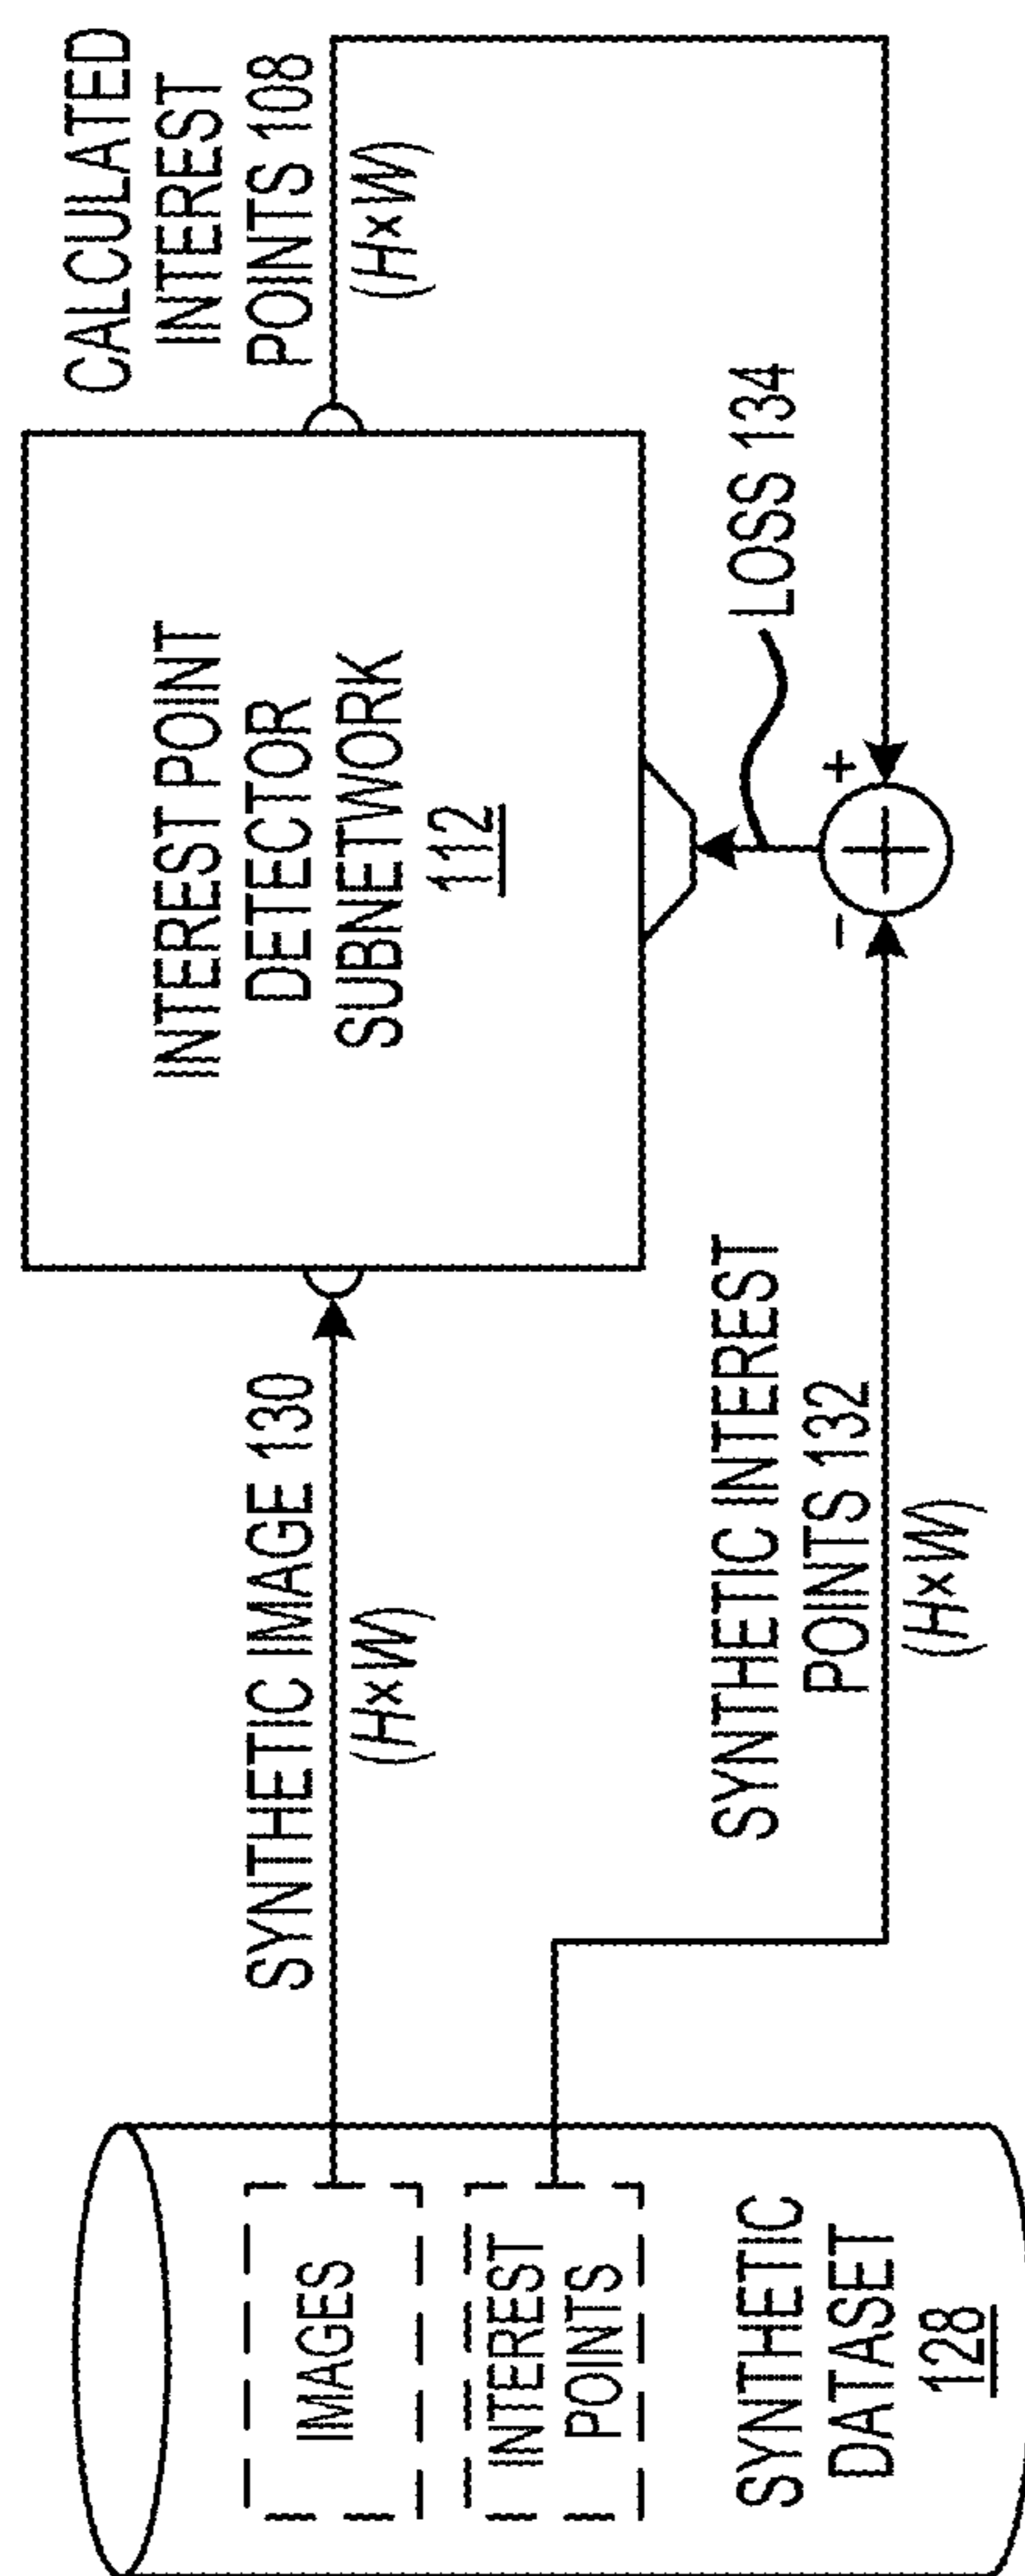 IMAGES
INTEREST
POINTS
SYNTHETIC
DATASET
128
SYNTHETIC IMAGE 130
(H×W)
SYNTHETIC INTEREST
POINTS 132
(H×W)
INTEREST POINT
DETECTOR
SUBNETWORK
112
CALCULATED
INTEREST
POINTS 108
(H×W)
LOSS 134
−
+